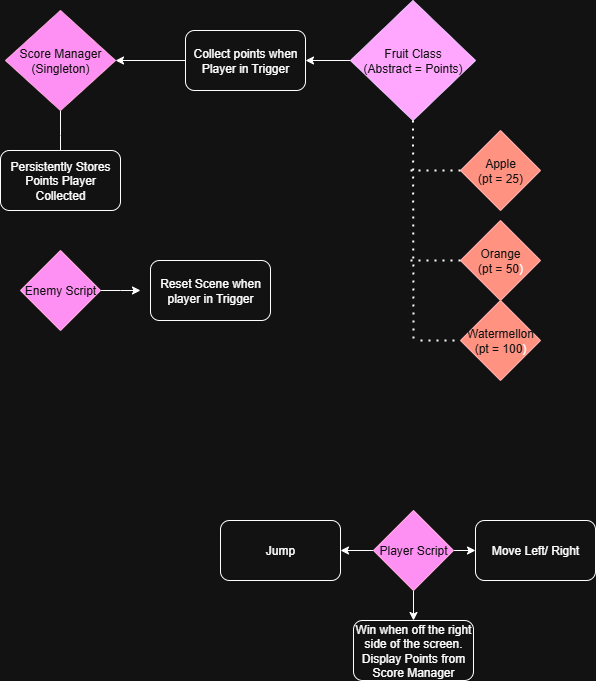 Score Manager
(Singleton)
Collect points when
Player in Trigger
Fruit Class
(Abstract = Points)
Persistently Stores
Points Player
Collected
Apple
(pt = 25)
Orange
(pt = 50)
Enemy Script
Reset Scene when
player in Trigger
Watermellon
(pt = 100)
Jump
Player Script
Move Left/ Right
Win when off the right
side of the screen.
Display Points from
Score Manager